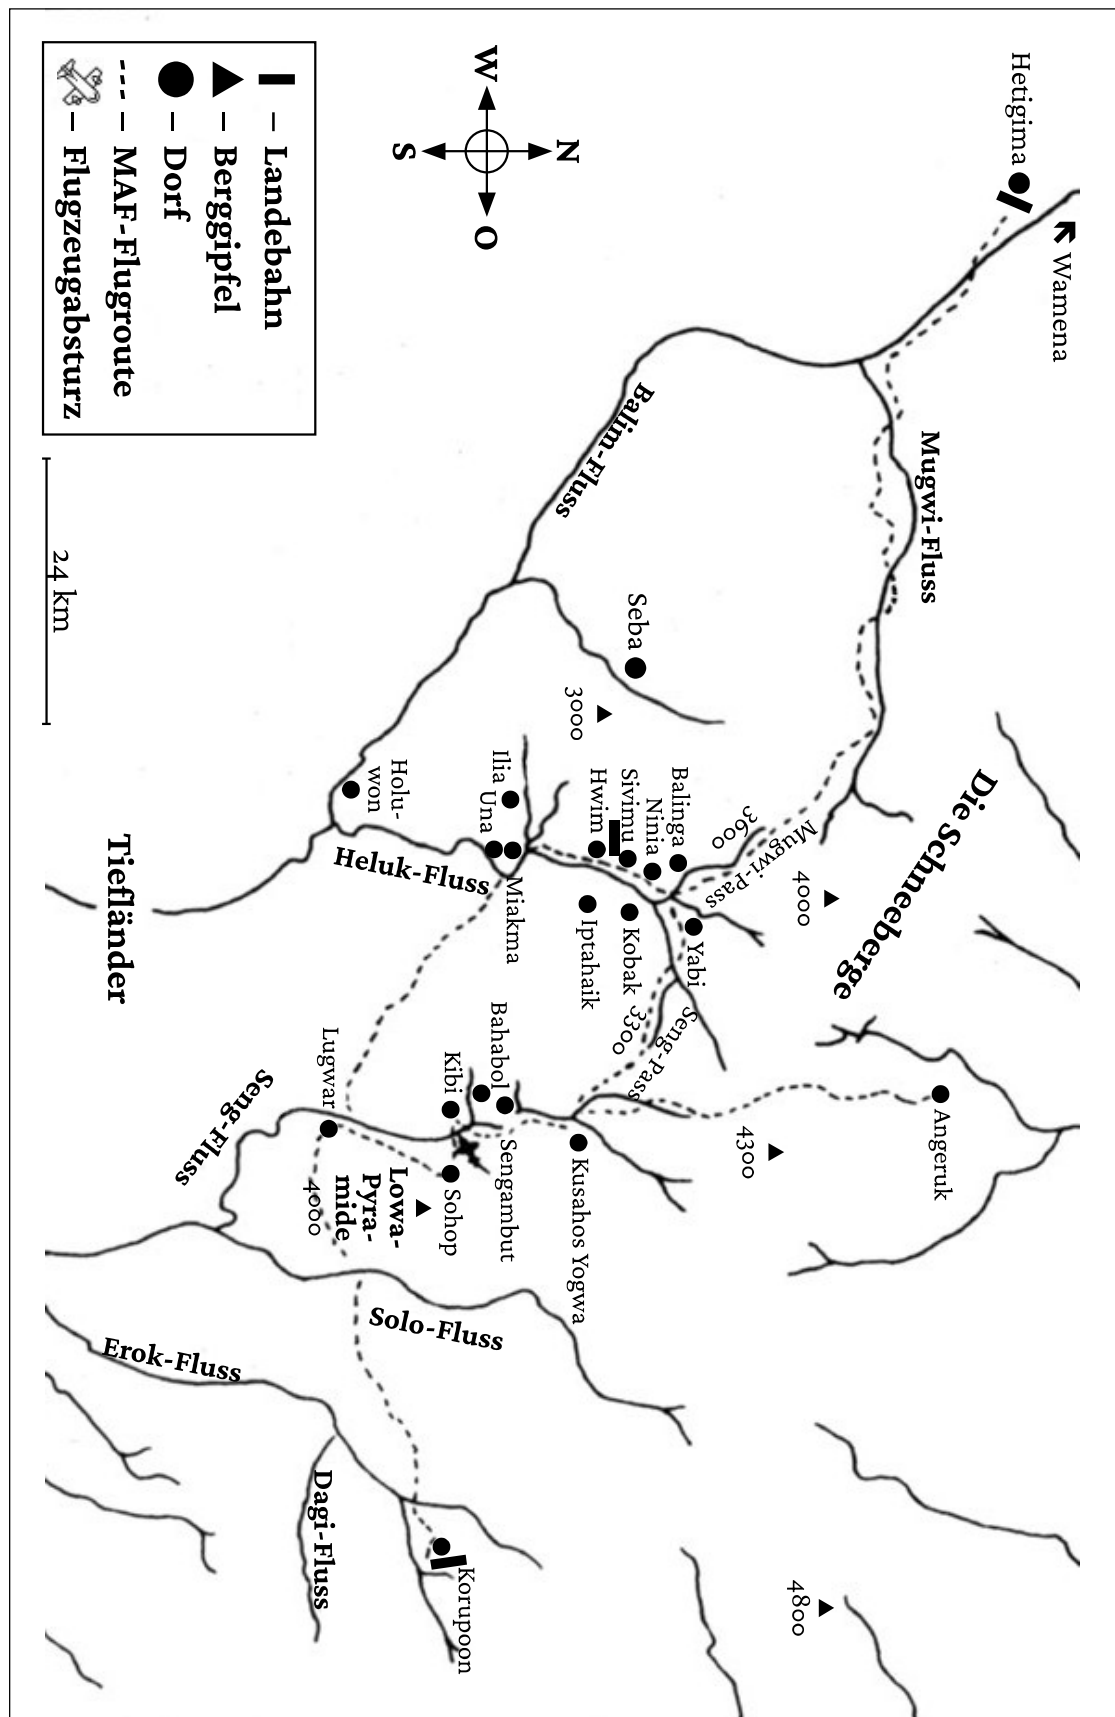 Hetigima
Wamena
Mugwi-Fluss
Balim-Fluss
Seba
3000
Die Schneeberge
4000
3600
Mugwi-Pass
Balinga
Ninia
Sivimu
Hwim
Yabi
Kobak
Iptahaik
3300
Seng-Pass
Ilia
Una
Miakma
Holu-
won
Heluk-Fluss
Tiefländer
Angeruk
4300
Kusahos Yogwa
Bahabol
Sengambut
Kibi
Sohop
Lugwar
Seng-Fluss
Lowa-
Pyra-
mide
4000
Solo-Fluss
Erok-Fluss
Dagi-Fluss
Korupoon
4800
N
W
O
S
– Landebahn
– Berggipfel
– Dorf
– MAF-Flugroute
– Flugzeugabsturz
24 km